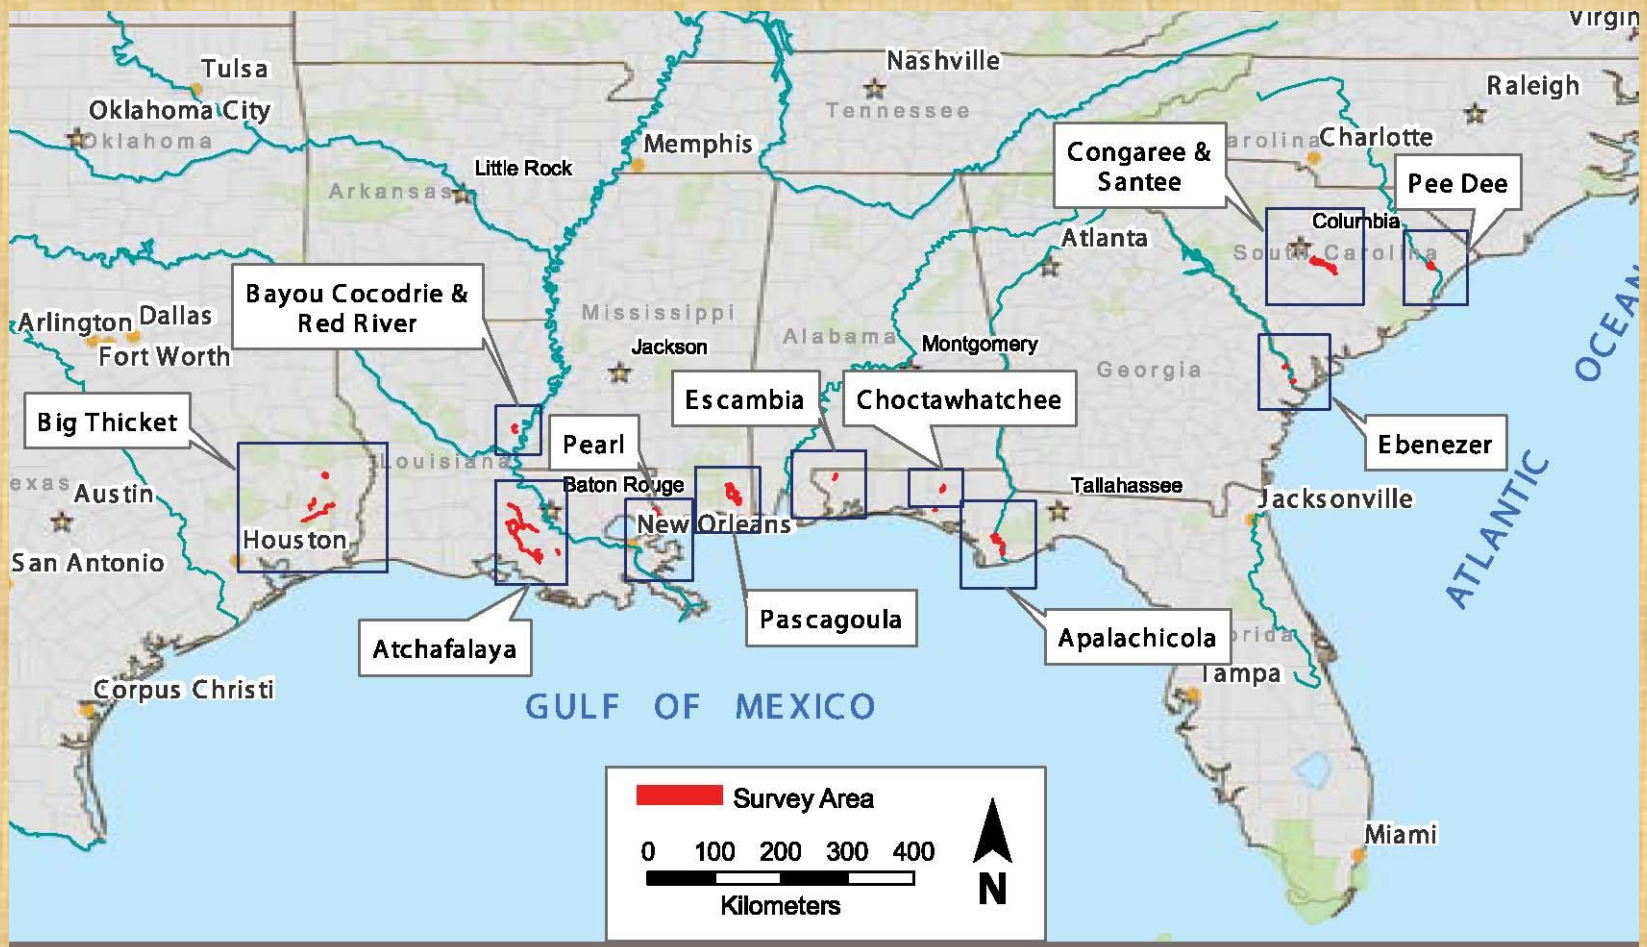 Virgin
Nashville
Tulsa
Raleigh
Oklahoma City
Tennessee
Oklahoma
Memphis
arolina
Charlotte
Congaree &
Santee
Little Rock
Arkansas
Pee Dee
Columbia
Atlanta
South Carolina
Bayou Cocodrie &
Red River
Mississippi
Arlington
Dallas
Alabama
Montgomery
OCEAN
Fort Worth
Jackson
Georgia
Escambia
Choctawhatchee
Big Thicket
Pearl
Ebenezer
Louisiana
exas
Austin
Baton Rouge
Tallahassee
Jacksonville
New Orleans
Houston
ATLANTIC
San Antonio
Pascagoula
Atchafalaya
Apalachicola
orida
Tampa
Corpus Christi
GULF OF MEXICO
Survey Area
0 100 200 300 400
Kilometers
N
Miami